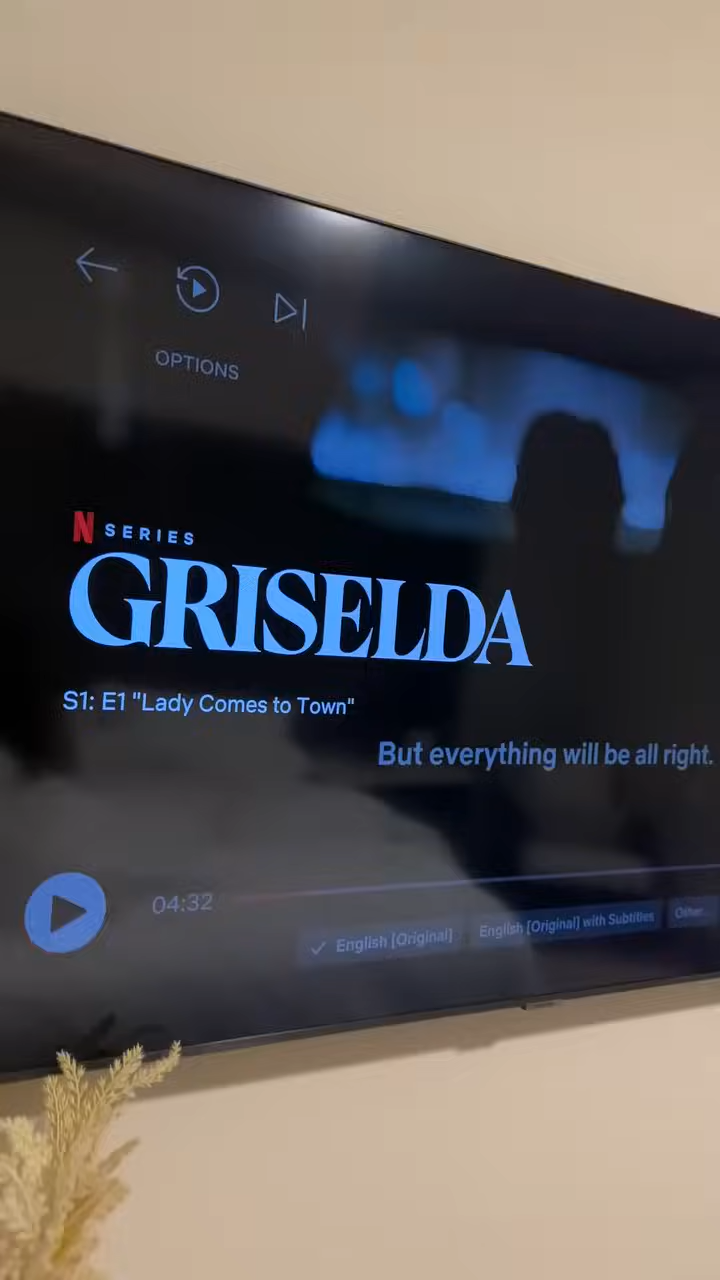 OPTIONS
N SERIES
GRISELDA
S1: E1 "Lady Comes to Town"
But everything will be all right.
04:32
English [Original]
English [Original] with Subtitles
Other...